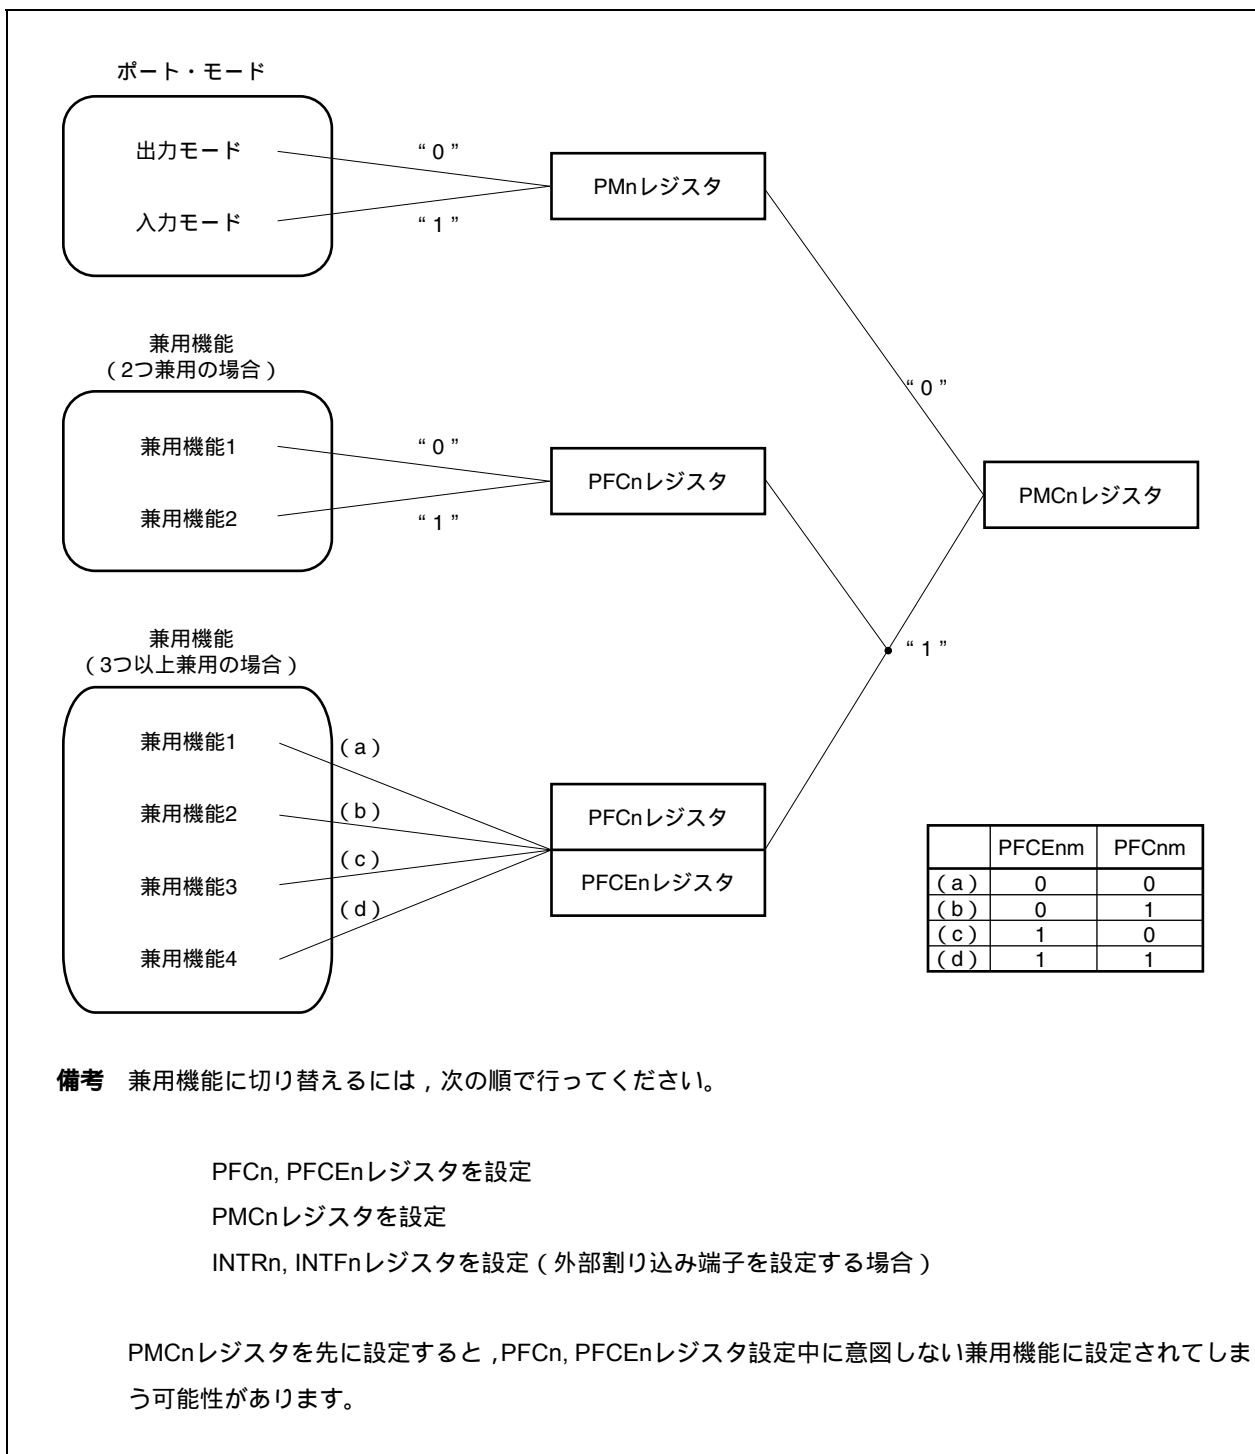 ポート・モード
出力モード
“ 0 ”
PMnレジスタ
入力モード
“ 1 ”
“ 0 ”
兼用機能
（2つ兼用の場合）
兼用機能1
“ 0 ”
PFCnレジスタ
兼用機能2
“ 1 ”
PMCnレジスタ
“ 1 ”
兼用機能
（3つ以上兼用の場合）
兼用機能1
（a）
兼用機能2
（b）
兼用機能3
（c）
兼用機能4
（d）
PFCnレジスタ
PFCEnレジスタ
PFCEnm PFCnm
（a） 0 0
（b） 0 1
（c） 1 0
（d） 1 1
備考 兼用機能に切り替えるには，次の順で行ってください。
PFCn, PFCEnレジスタを設定
PMCnレジスタを設定
INTRn, INTFnレジスタを設定（外部割り込み端子を設定する場合）
PMCnレジスタを先に設定すると，PFCn, PFCEnレジスタ設定中に意図しない兼用機能に設定されてしま
う可能性があります。